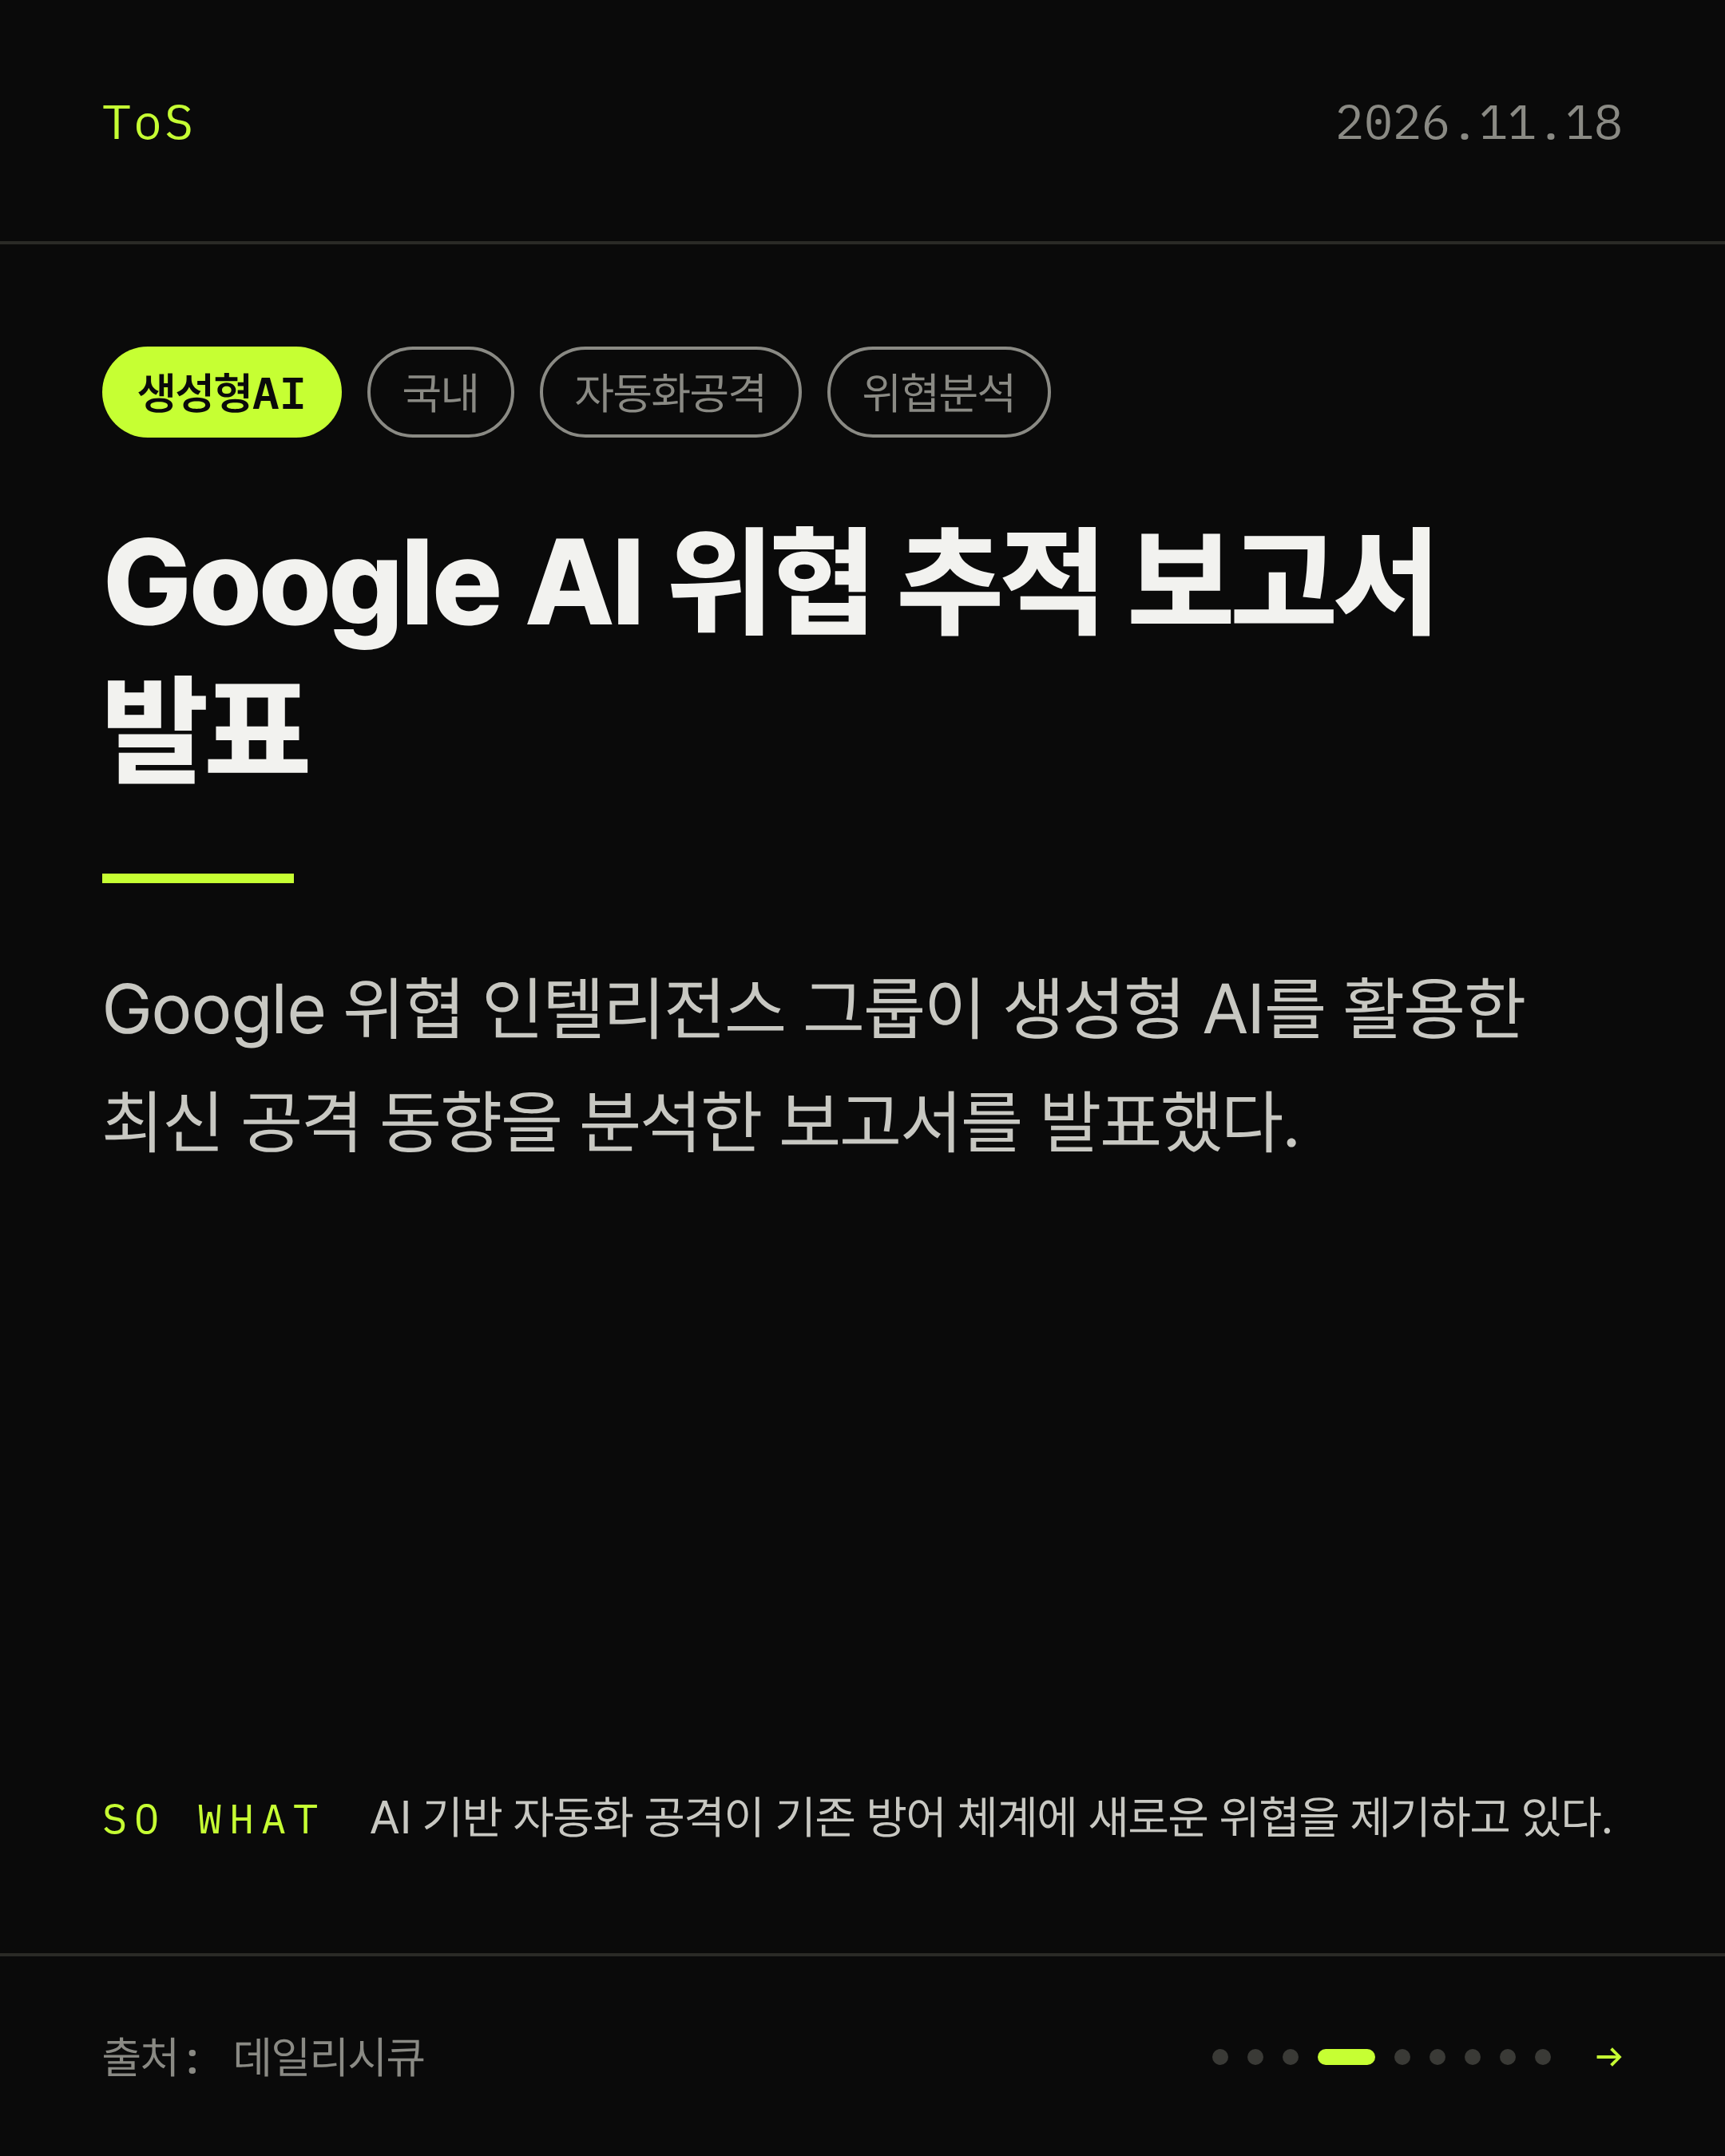 ToS
2026.11.18
생성형AI
국내
자동화공격
위협분석
Google AI 위협 추적 보고서
발표
Google 위협 인텔리전스 그룹이 생성형 AI를 활용한
최신 공격 동향을 분석한 보고서를 발표했다.
SO WHAT
AI 기반 자동화 공격이 기존 방어 체계에 새로운 위협을 제기하고 있다.
출처: 데일리시큐
→